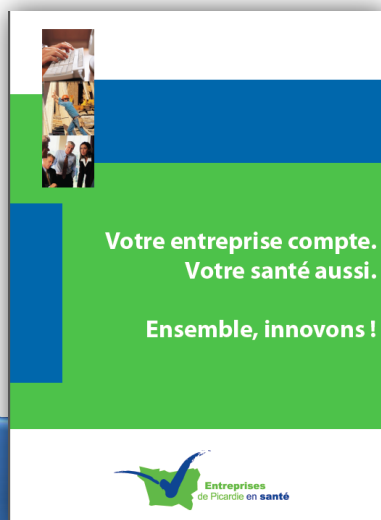 Votre entreprise compte.
Votre santé aussi.
Ensemble, innovons !
Entreprises
de Picardie en santé